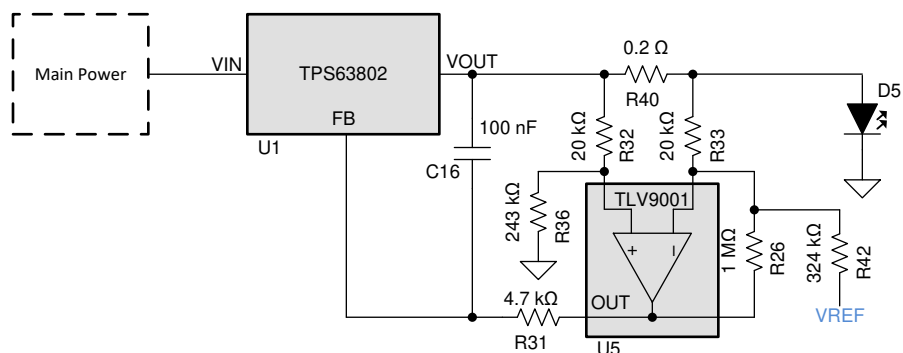 Main Power
VIN
TPS63802
VOUT
FB
U1
100 nF
C16
0.2 Ω
R40
D5
20 kΩ
R32
20 kΩ
R33
243 kΩ
R36
TLV9001
+
–
OUT
U5
1 MΩ
R26
324 kΩ
R42
VREF
4.7 kΩ
R31